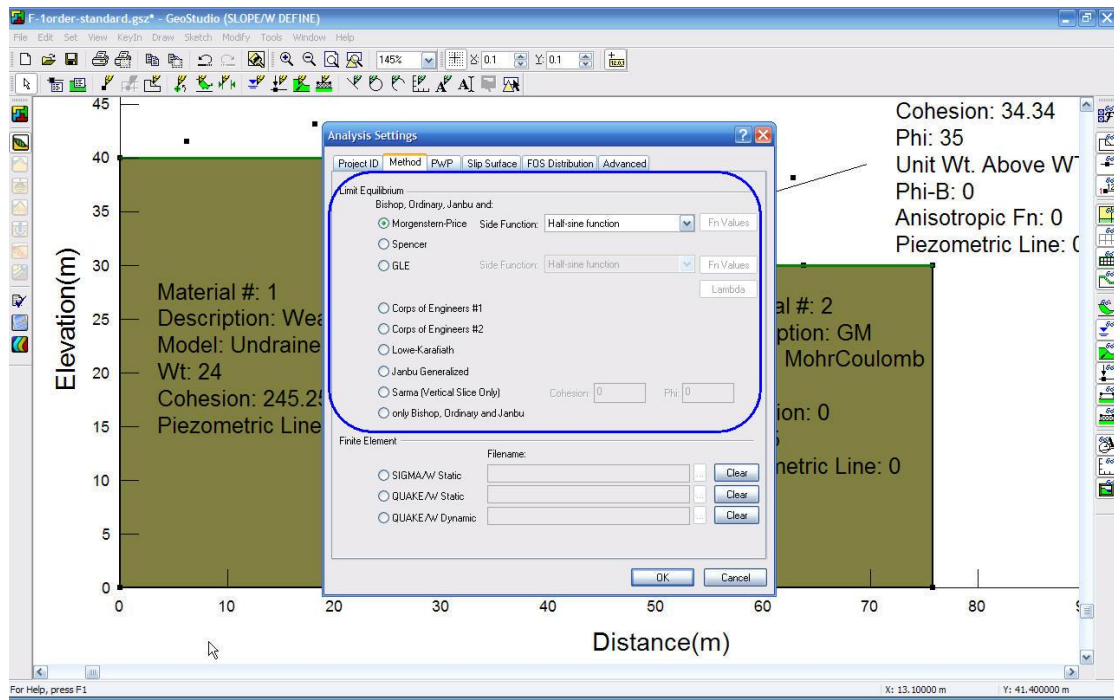 F-1order-standard.gsz* - GeoStudio (SLOPE/W DEFINE)
File Edit Set View KeyIn Draw Sketch Modify Tools Window Help
145% X: 0.1 Y: 0.1
Analysis Settings
Project ID Method PWP Slip Surface FOS Distribution Advanced
Limit Equilibrium
Bishop, Ordinary, Janbu and:
Morgenstern-Price Side Function: Half-sine function Fn Values
Spencer
GLE Side Function: Half-sine function Fn Values
Lambda
Corps of Engineers #1
Corps of Engineers #2
Lowe-Karafiath
Janbu Generalized
Sarma (Vertical Slice Only) Cohesion: 0 Phi: 0
only Bishop, Ordinary and Janbu
Finite Element
Filename:
SIGMA/W Static ... Clear
QUAKE/W Static ... Clear
QUAKE/W Dynamic ... Clear
OK Cancel
Cohesion: 34.34
Phi: 35
Unit Wt. Above WT
Phi-B: 0
Anisotropic Fn: 0
Piezometric Line: 0
Material #: 1
Description: Wea
Model: Undraine
Wt: 24
Cohesion: 245.25
Piezometric Line
al #: 2
ption: GM
MohrCoulomb
ion: 0
metric Line: 0
Elevation(m)
45
40
35
30
25
20
15
10
5
0
0 10 20 30 40 50 60 70 80
Distance(m)
For Help, press F1 X: 13.10000 m Y: 41.400000 m